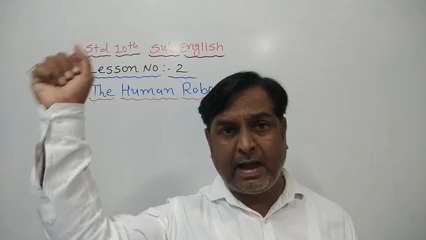 Std 10th Sub English
Lesson No :- 2
The Human